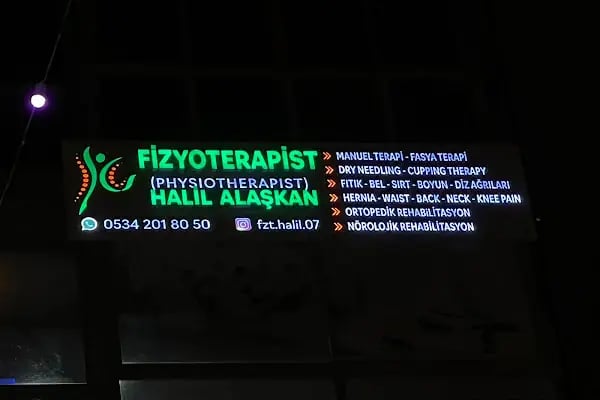 FİZYOTERAPİST
(PHYSIOTHERAPIST)
HALİL ALAŞKAN
0534 201 80 50
fzt.halil.07
» MANUEL TERAPİ - FASYA TERAPİ
» DRY NEEDLING - CUPPING THERAPY
» FITIK - BEL - SIRT - BOYUN - DİZ AĞRILARI
» HERNIA - WAIST - BACK - NECK - KNEE PAIN
» ORTOPEDİK REHABİLİTASYON
» NÖROLOJİK REHABİLİTASYON